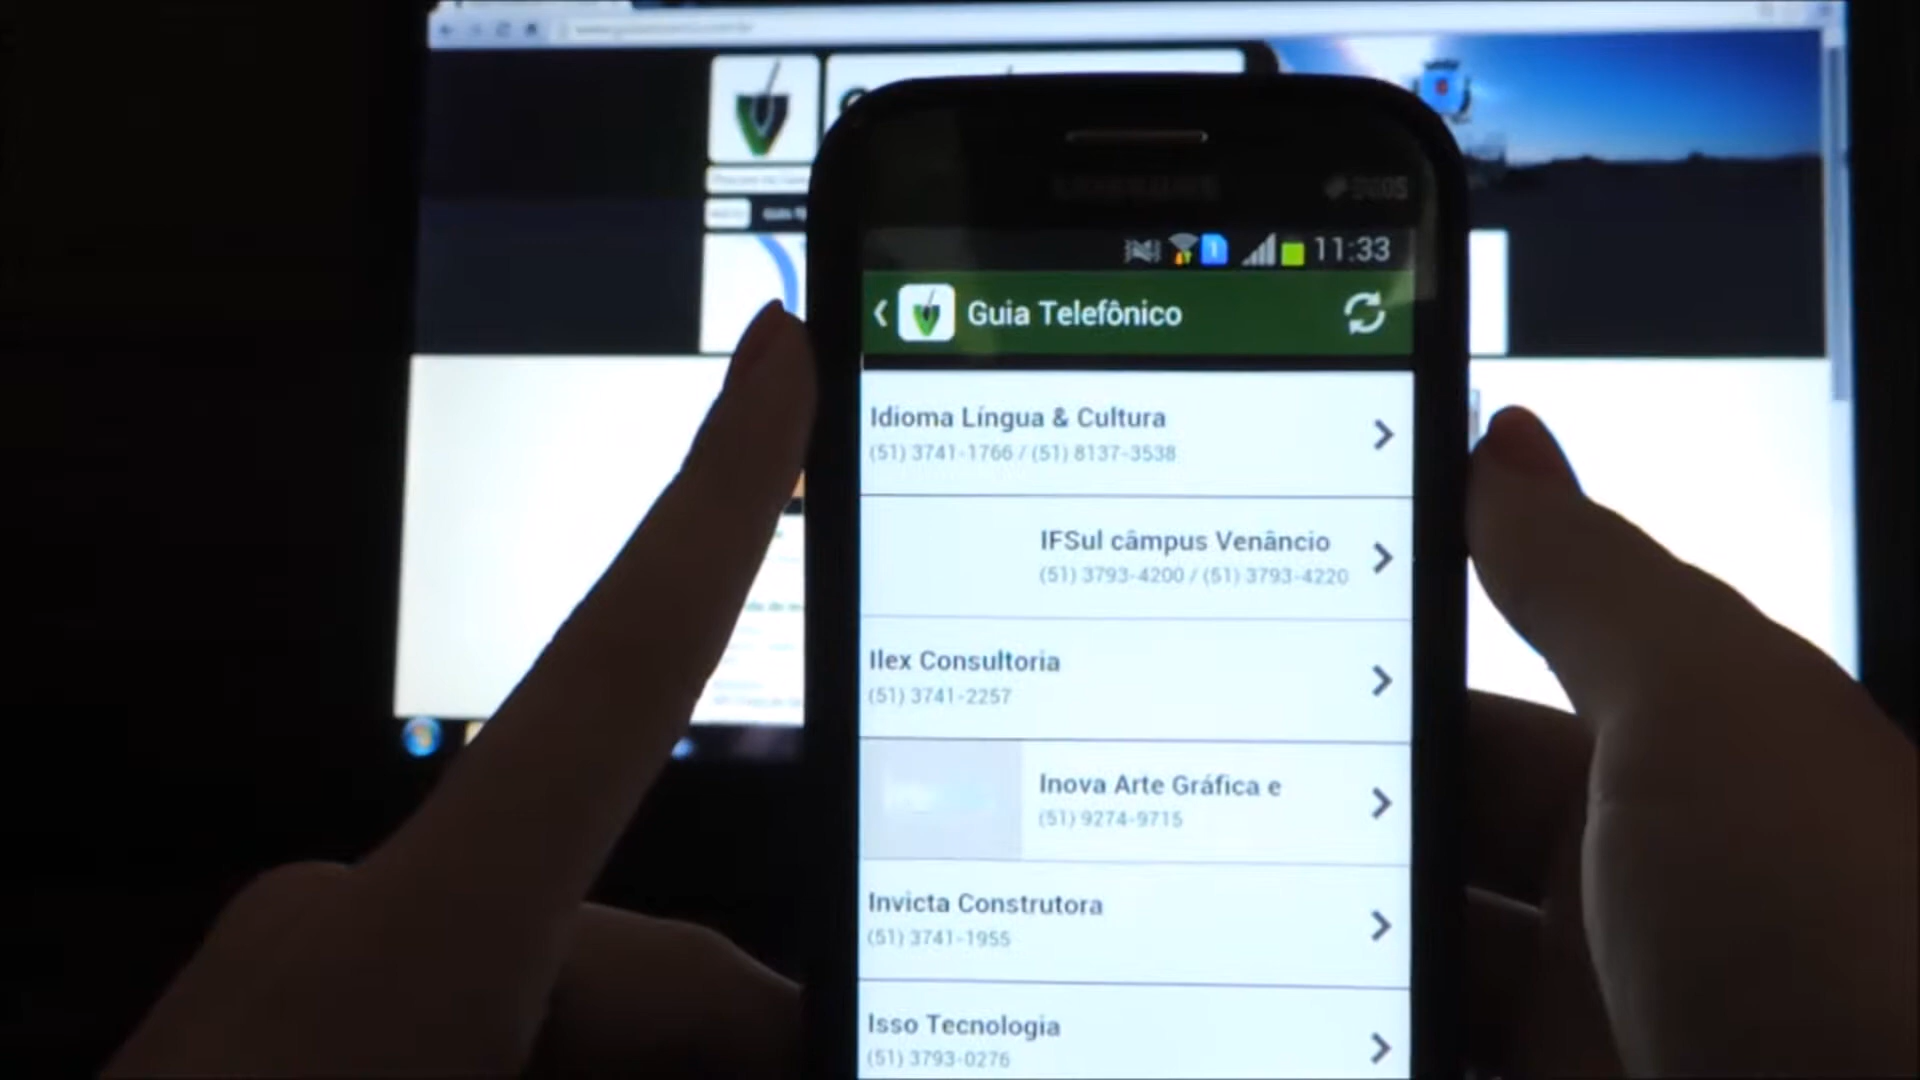 11:33
Guia Telefônico
Idioma Língua & Cultura
(51) 3741-1766 / (51) 8137-3538
IFSul câmpus Venâncio
(51) 3793-4200 / (51) 3793-4220
Ilex Consultoria
(51) 3741-2257
Inova Arte Gráfica e
(51) 9274-9715
Invicta Construtora
(51) 3741-1955
Isso Tecnologia
(51) 3793-0276